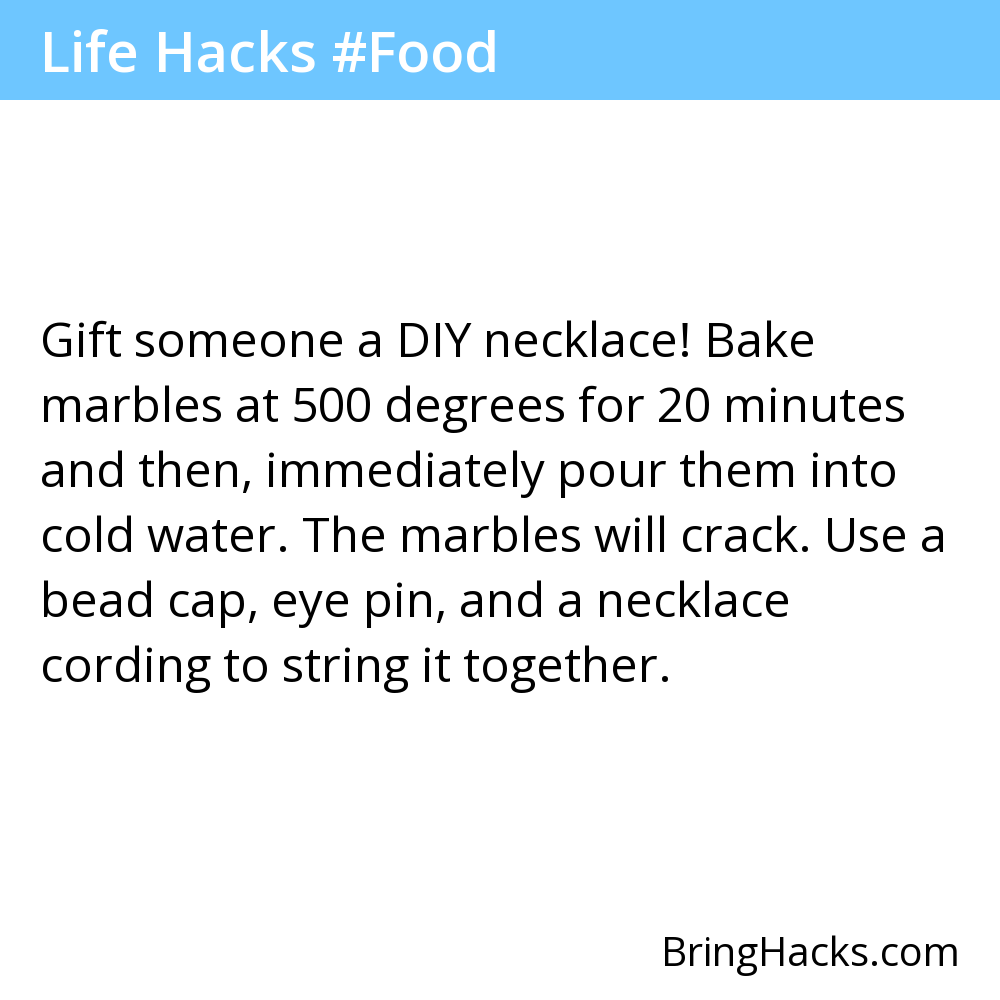 Life Hacks #Food
Gift someone a DIY necklace! Bake
marbles at 500 degrees for 20 minutes
and then, immediately pour them into
cold water. The marbles will crack. Use a
bead cap, eye pin, and a necklace
cording to string it together.
BringHacks.com